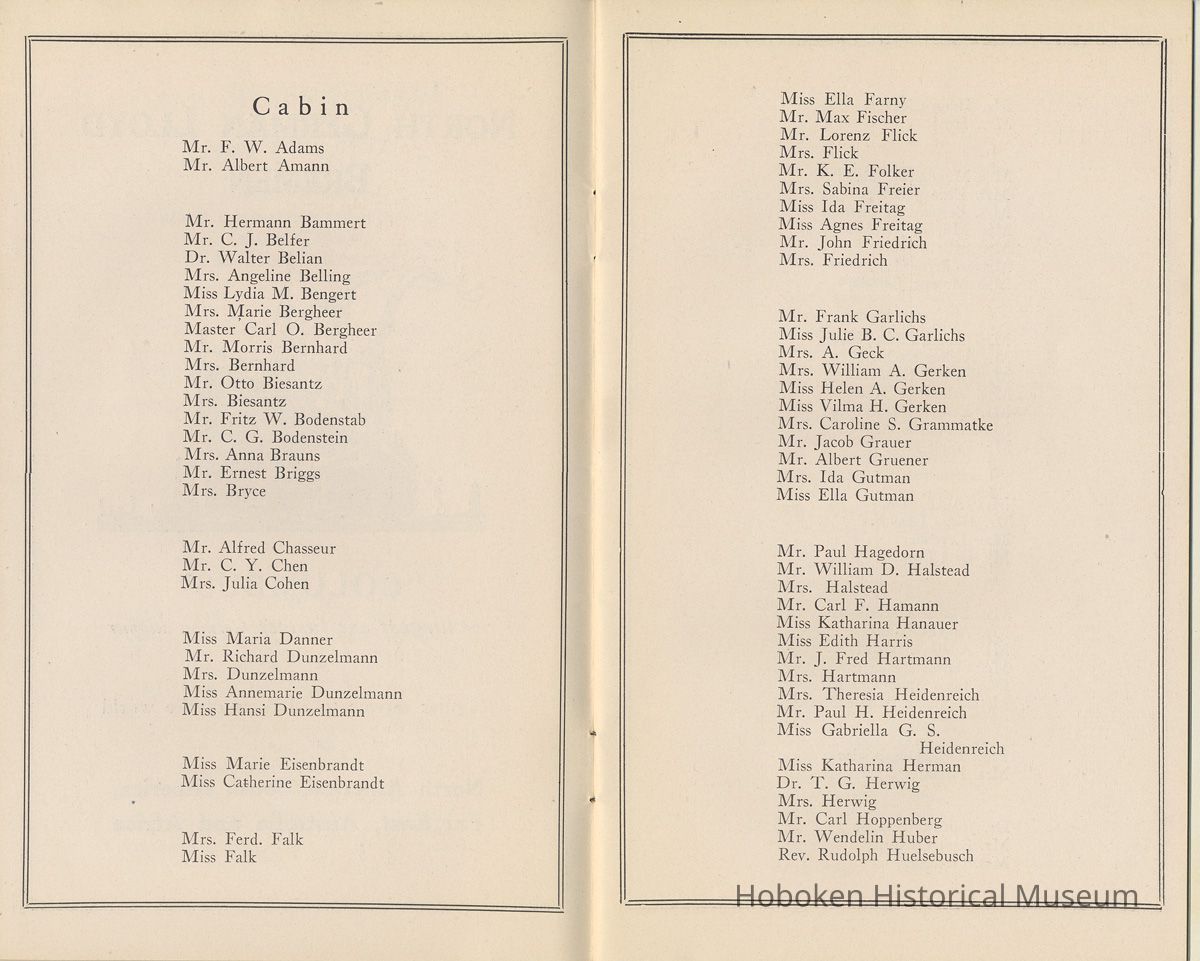 Cabin
Mr. F. W. Adams
Mr. Albert Amann
Mr. Hermann Bammert
Mr. C. J. Belfer
Dr. Walter Belian
Mrs. Angeline Belling
Miss Lydia M. Bengert
Mrs. Marie Bergheer
Master Carl O. Bergheer
Mr. Morris Bernhard
Mrs. Bernhard
Mr. Otto Biesantz
Mrs. Biesantz
Mr. Fritz W. Bodenstab
Mr. C. G. Bodenstein
Mrs. Anna Brauns
Mr. Ernest Briggs
Mrs. Bryce
Mr. Alfred Chasseur
Mr. C. Y. Chen
Mrs. Julia Cohen
Miss Maria Danner
Mr. Richard Dunzelmann
Mrs. Dunzelmann
Miss Annemarie Dunzelmann
Miss Hansi Dunzelmann
Miss Marie Eisenbrandt
Miss Catherine Eisenbrandt
Mrs. Ferd. Falk
Miss Falk
Miss Ella Farny
Mr. Max Fischer
Mr. Lorenz Flick
Mrs. Flick
Mr. K. E. Folker
Mrs. Sabina Freier
Miss Ida Freitag
Miss Agnes Freitag
Mr. John Friedrich
Mrs. Friedrich
Mr. Frank Garlichs
Miss Julie B. C. Garlichs
Mrs. A. Geck
Mrs. William A. Gerken
Miss Helen A. Gerken
Miss Vilma H. Gerken
Mrs. Caroline S. Grammatke
Mr. Jacob Grauer
Mr. Albert Gruener
Mrs. Ida Gutman
Miss Ella Gutman
Mr. Paul Hagedorn
Mr. William D. Halstead
Mrs. Halstead
Mr. Carl F. Hamann
Miss Katharina Hanauer
Miss Edith Harris
Mr. J. Fred Hartmann
Mrs. Hartmann
Mrs. Theresia Heidenreich
Mr. Paul H. Heidenreich
Miss Gabriella G. S.
Heidenreich
Miss Katharina Herman
Dr. T. G. Herwig
Mrs. Herwig
Mr. Carl Hoppenberg
Mr. Wendelin Huber
Rev. Rudolph Huelsebusch
Hoboken Historical Museum